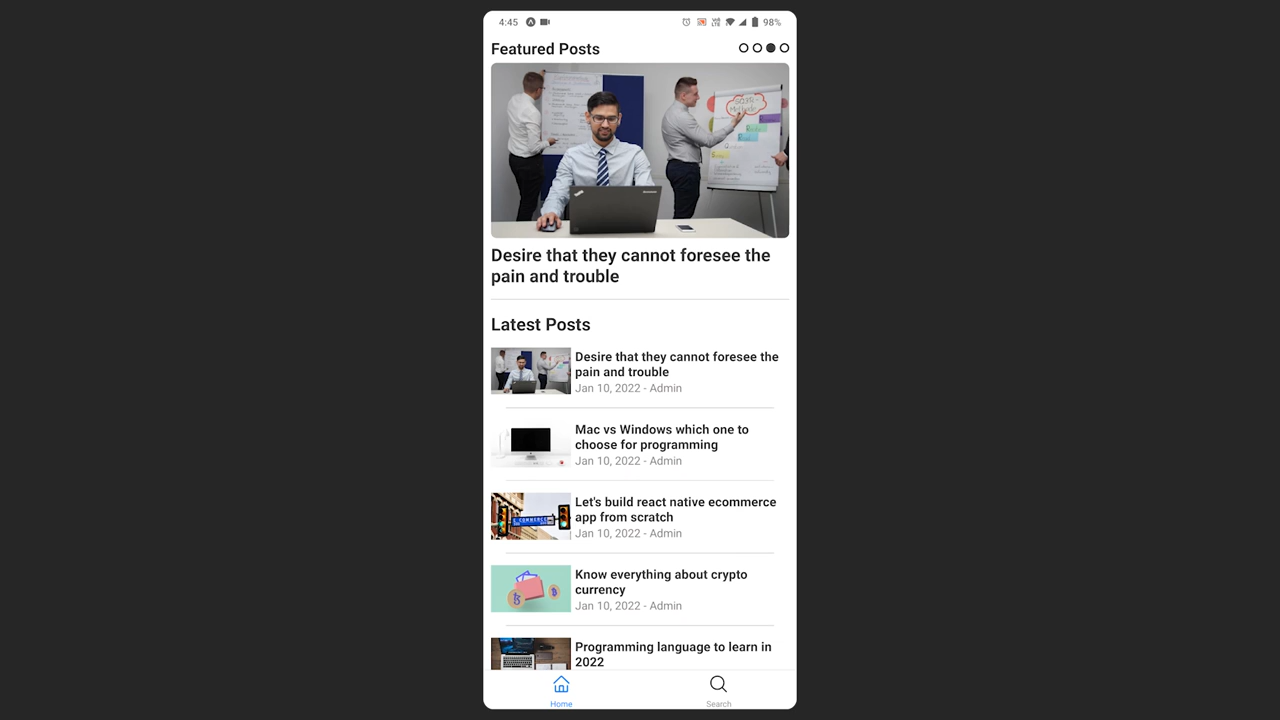 4:45
98%
Featured Posts
Desire that they cannot foresee the
pain and trouble
Latest Posts
Desire that they cannot foresee the
pain and trouble
Jan 10, 2022 - Admin
Mac vs Windows which one to
choose for programming
Jan 10, 2022 - Admin
Let's build react native ecommerce
app from scratch
Jan 10, 2022 - Admin
Know everything about crypto
currency
Jan 10, 2022 - Admin
Programming language to learn in
2022
Home
Search